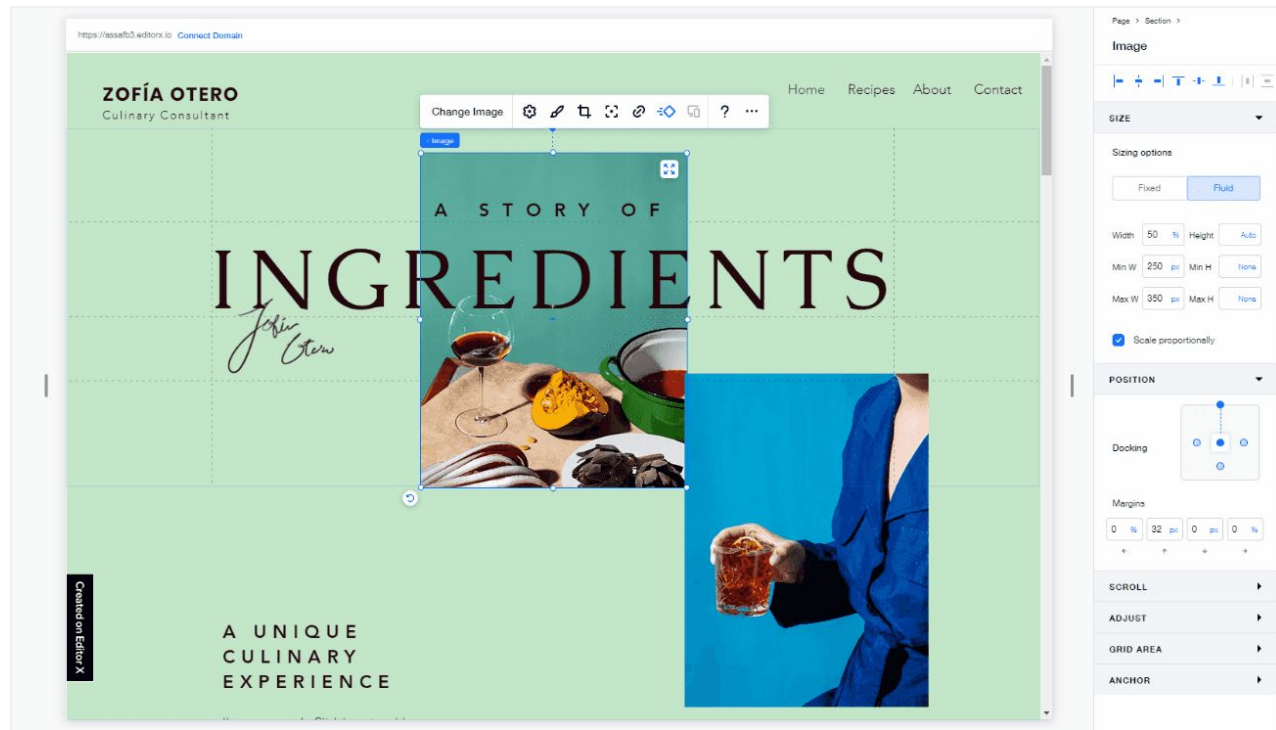 https://assafb3.editorx.io Connect Domain
ZOFÍA OTERO
Culinary Consultant
Home Recipes About Contact
Change Image ? ...
‹ Image
A STORY OF
INGREDIENTS
Zofía
Otero
A UNIQUE
CULINARY
EXPERIENCE
Created on Editor X
Page > Section >
Image
SIZE
Sizing options
Fixed Fluid
Width 50 % Height Auto
Min W 250 px Min H None
Max W 350 px Max H None
Scale proportionally
POSITION
Docking
Margins
0 % 32 px 0 px 0 %
SCROLL
ADJUST
GRID AREA
ANCHOR